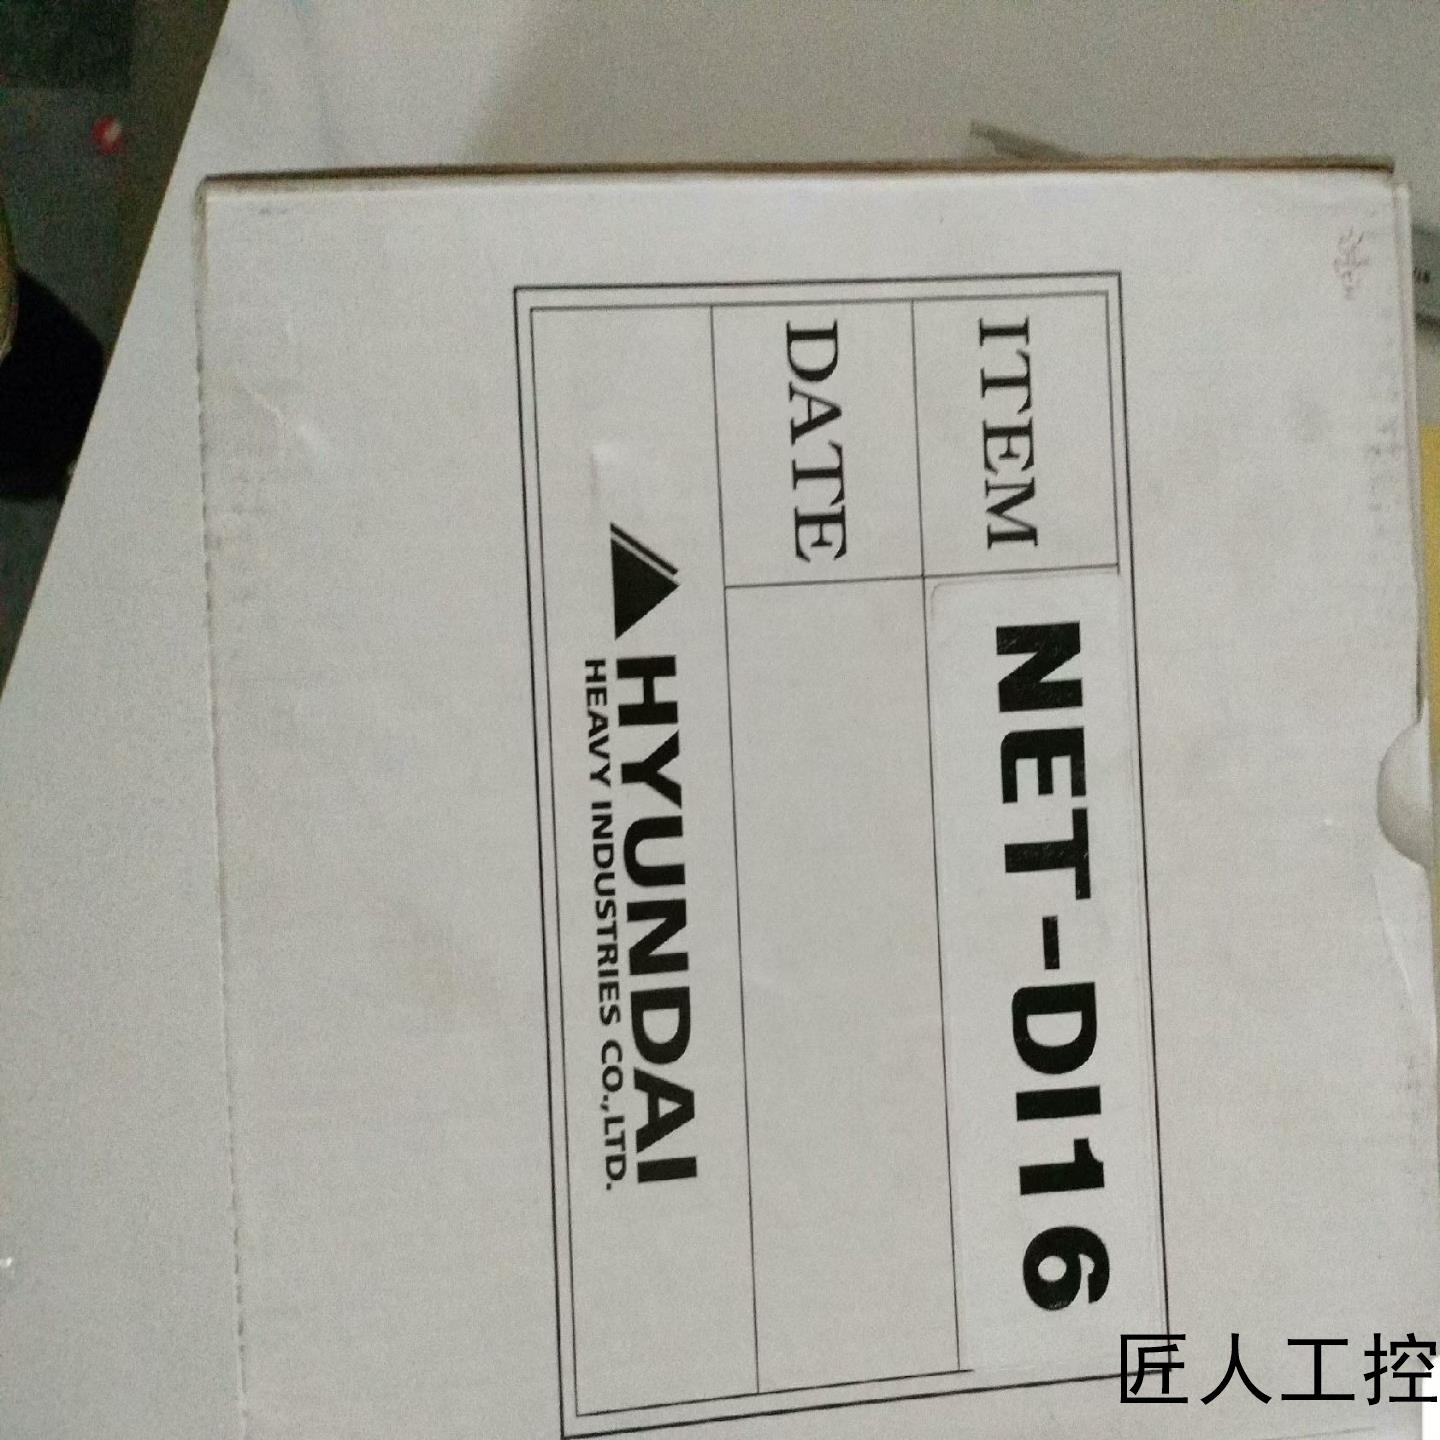 ITEM NET-DI16
DATE
HYUNDAI
HEAVY INDUSTRIES CO.,LTD.
匠人工控